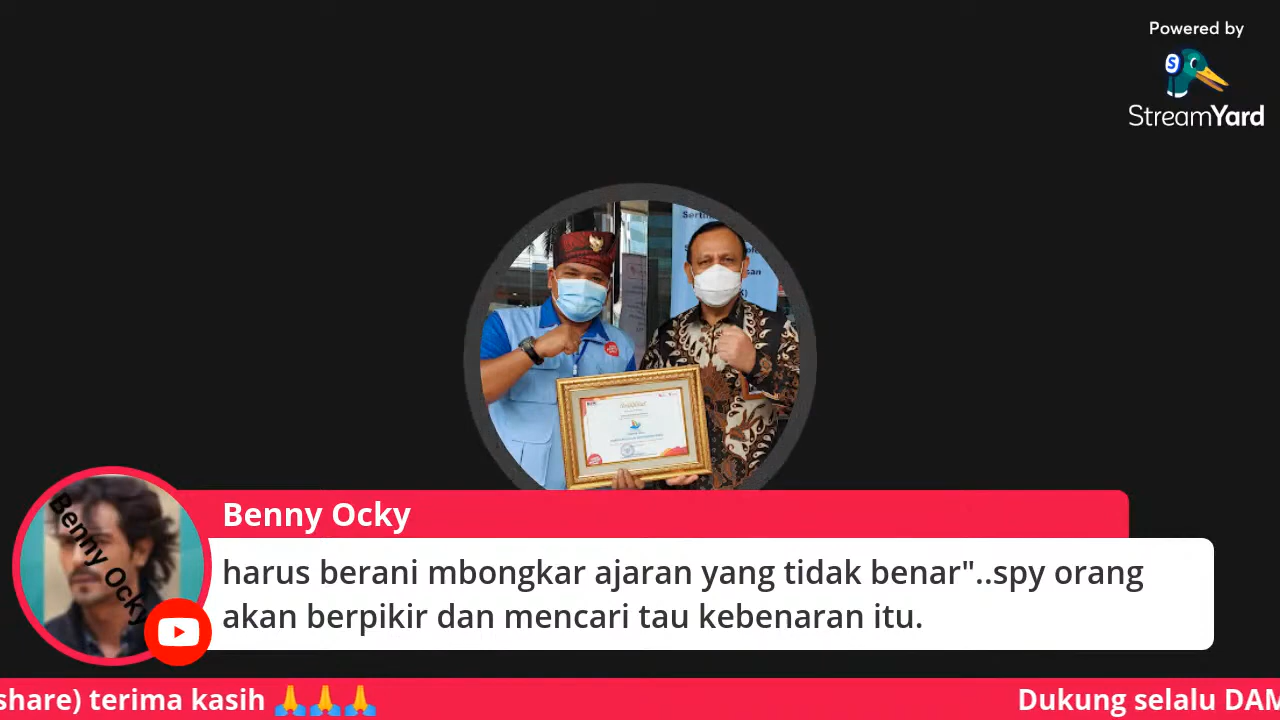 Powered by
S
StreamYard
Benny Ocky
Benny Ocky
harus berani mbongkar ajaran yang tidak benar"..spy orang
akan berpikir dan mencari tau kebenaran itu.
share) terima kasih 🙏🙏🙏
Dukung selalu DAM